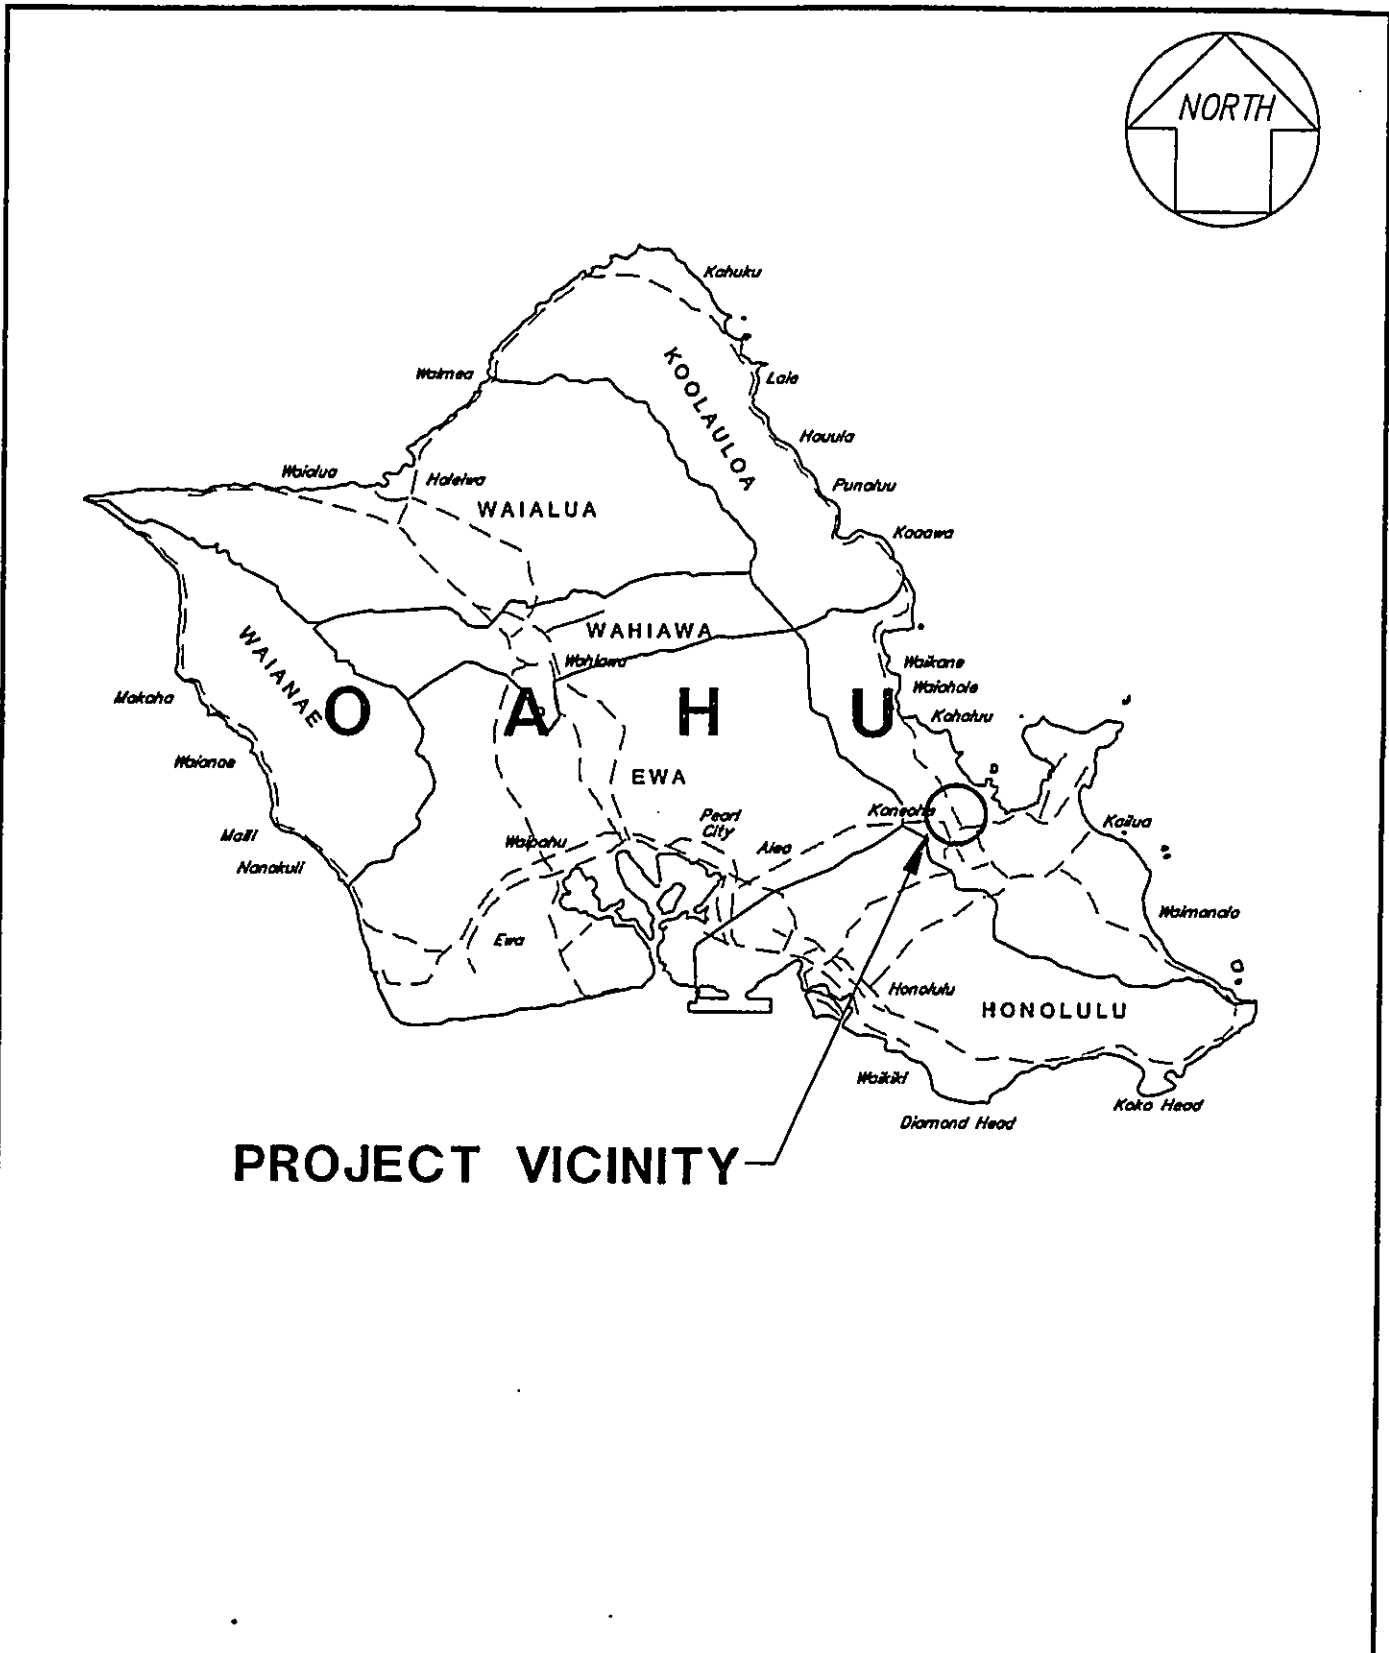 NORTH
Kahuku
Waimea
Laie
KOOLAULOA
Hauula
Waialua
Haleiwa
Punaluu
WAIALUA
Kaaawa
WAHIAWA
WAIANAE
Wahiawa
Waikane
Waiahole
Makaha
O A H U
Kahaluu
Waianae
EWA
Kaneohe
Pearl
City
Kailua
Maili
Waipahu
Aiea
Nanakuli
Waimanalo
Ewa
Honolulu
HONOLULU
Waikiki
Koko Head
Diamond Head
PROJECT VICINITY